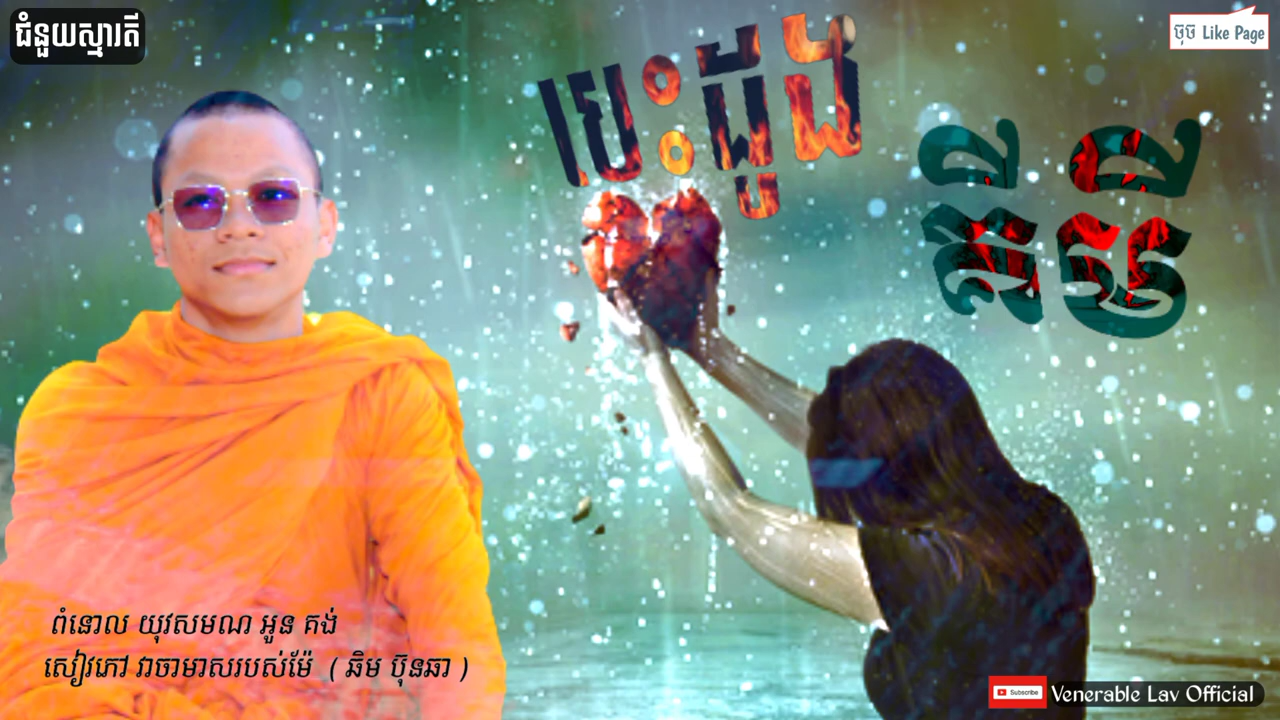 ជំនួយស្មារតី
ចុច Like Page
បេះដូង
គឺថី
ពំនោល យុវសមណ អួន គង់
សៀវភៅ វាចាមាសរបស់ម៉ែ ( ឆិម ប៊ុនឆា )
Subscribe
Venerable Lav Official